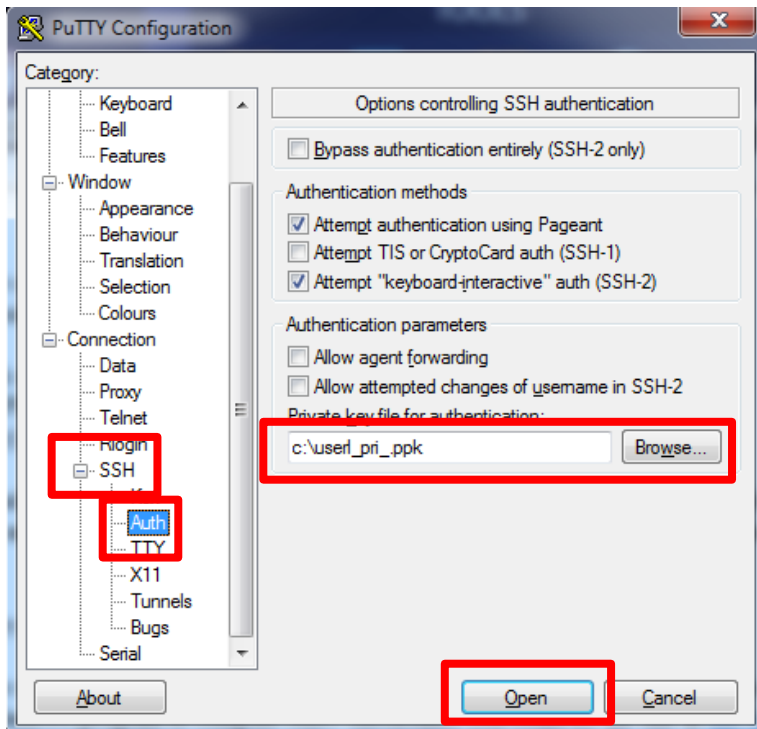 PuTTY Configuration
Category:
Keyboard
Bell
Features
Window
Appearance
Behaviour
Translation
Selection
Colours
Connection
Data
Proxy
Telnet
Rlogin
SSH
Auth
TTY
X11
Tunnels
Bugs
Serial
Options controlling SSH authentication
Bypass authentication entirely (SSH-2 only)
Authentication methods
Attempt authentication using Pageant
Attempt TIS or CryptoCard auth (SSH-1)
Attempt "keyboard-interactive" auth (SSH-2)
Authentication parameters
Allow agent forwarding
Allow attempted changes of username in SSH-2
Private key file for authentication:
c:\userl_pri_.ppk
Browse...
About
Open
Cancel